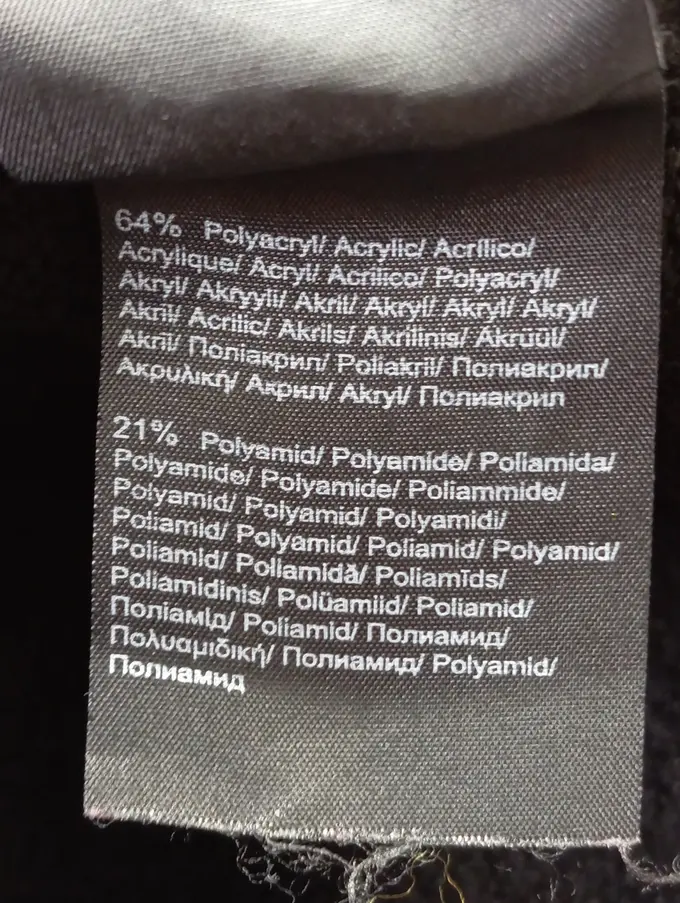 64% Polyacryl/ Acrylic/ Acrílico/
Acrylique/ Acryl/ Acrilico/ Polyacryl/
Akryl/ Akryyli/ Akril/ Akryl/ Akryl/ Akryl/
Akril/ Acrilic/ Akrils/ Akrilinis/ Akrüül/
Akril/ Поліакрил/ Poliakril/ Полиакрил/
Ακρυλική/ Акрил/ Akryl/ Полиакрил
21% Polyamid/ Polyamide/ Poliamida/
Polyamide/ Polyamide/ Poliammide/
Polyamid/ Polyamid/ Polyamidi/
Poliamid/ Polyamid/ Poliamid/ Polyamid/
Poliamid/ Poliamidă/ Poliamīds/
Poliamidinis/ Polüamiid/ Poliamid/
Поліамід/ Poliamid/ Полиамид/
Πολυαμιδική/ Полиамид/ Polyamid/
Полиамид